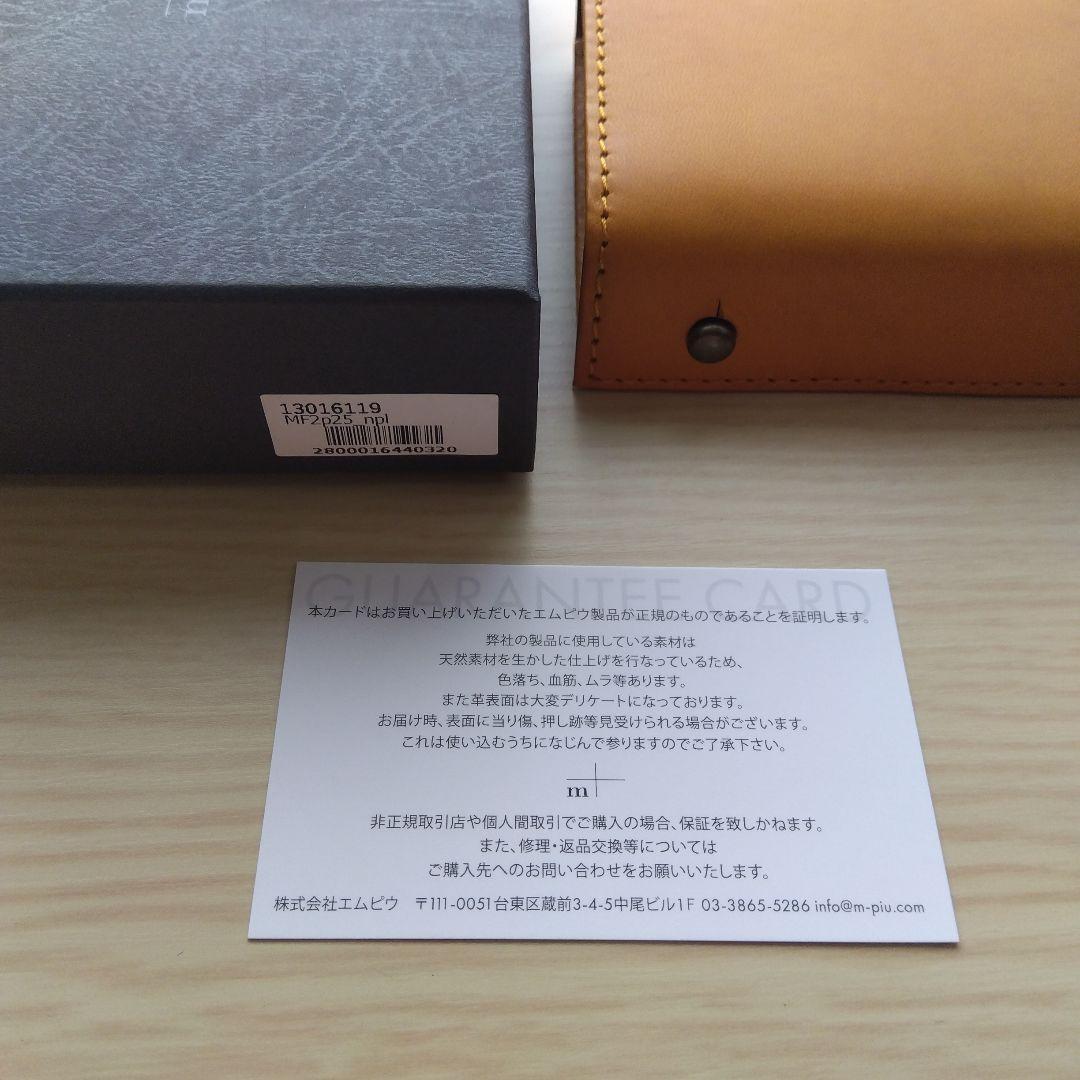 m
13016119
MF2p25 npl
2800016440320
GUARANTEE CARD
本カードはお買い上げいただいたエムピウ製品が正規のものであることを証明します。
弊社の製品に使用している素材は
天然素材を生かした仕上げを行なっているため、
色落ち、血筋、ムラ等あります。
また革表面は大変デリケートになっております。
お届け時、表面に当り傷、押し跡等見受けられる場合がございます。
これは使い込むうちになじんで参りますのでご了承下さい。
m+
非正規取引店や個人間取引でご購入の場合、保証を致しかねます。
また、修理・返品交換等については
ご購入先へのお問い合わせをお願いいたします。
株式会社エムピウ 〒111-0051台東区蔵前3-4-5中尾ビル1F 03-3865-5286 info@m-piu.com